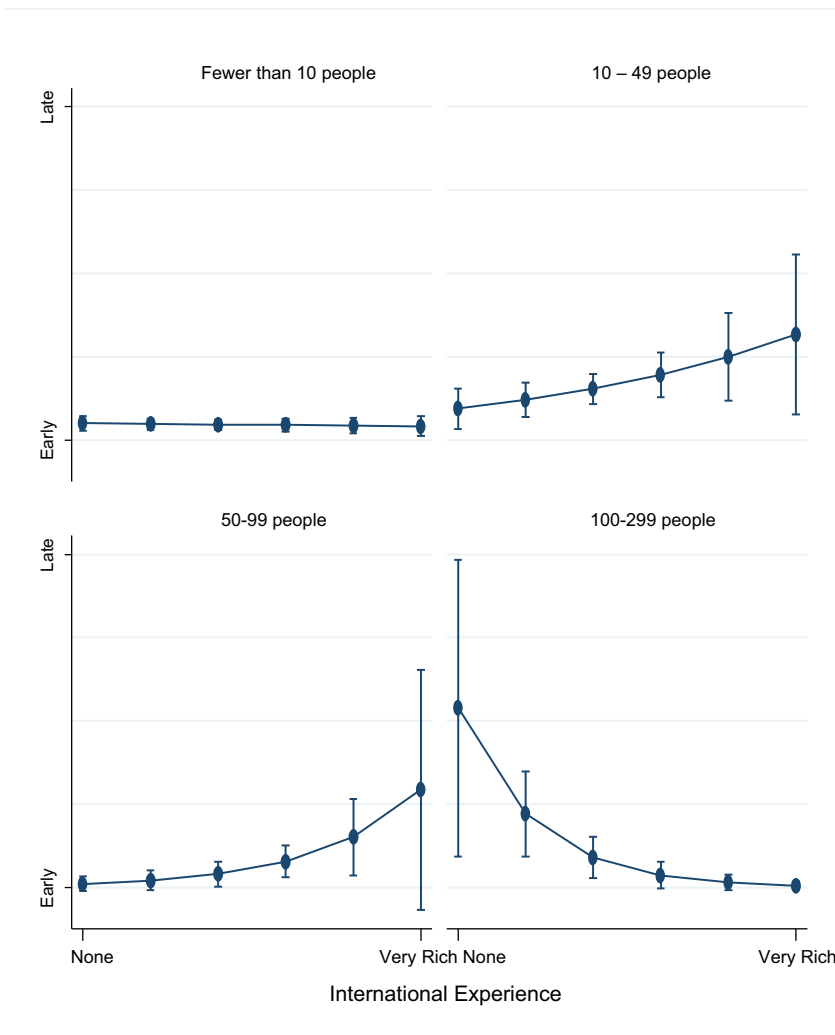 Fewer than 10 people
10 – 49 people
Late
Early
50-99 people
100-299 people
Late
Early
None
Very Rich
None
Very Rich
International Experience